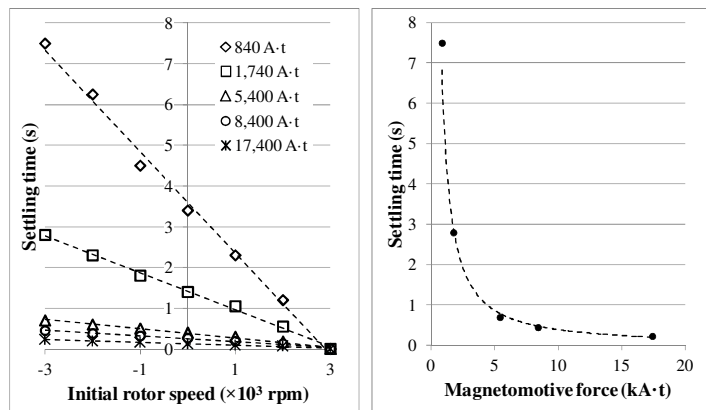 8
7
6
5
4
3
2
1
0
Settling time (s)
840 A·t
1,740 A·t
5,400 A·t
8,400 A·t
17,400 A·t
-3 -1 1 3
Initial rotor speed (×10³ rpm)
8
7
6
5
4
3
2
1
0
Settling time (s)
0 5 10 15 20
Magnetomotive force (kA·t)